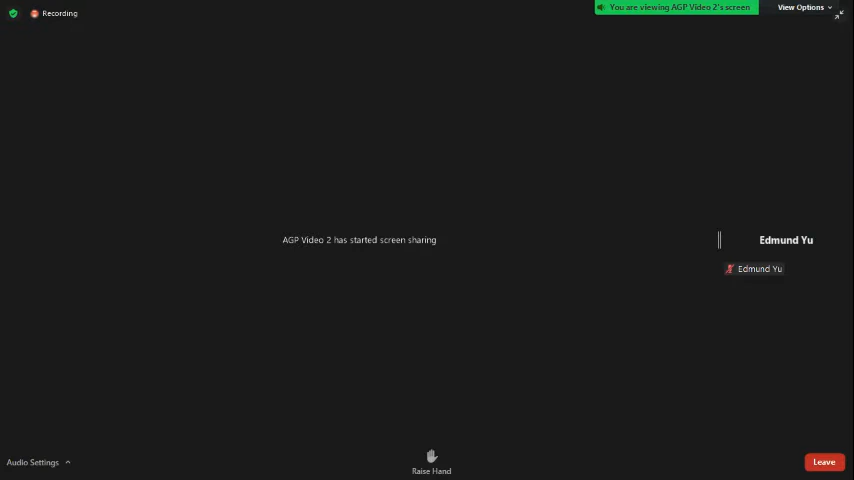 Recording
You are viewing AGP Video 2's screen
View Options
AGP Video 2 has started screen sharing
Edmund Yu
Edmund Yu
Audio Settings
Raise Hand
Leave